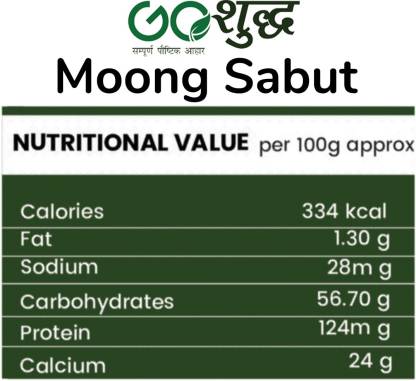 GOशुद्ध
सम्पूर्ण पौष्टिक आहार
Moong Sabut
NUTRITIONAL VALUE per 100g approx
Calories 334 kcal
Fat 1.30 g
Sodium 28m g
Carbohydrates 56.70 g
Protein 124m g
Calcium 24 g